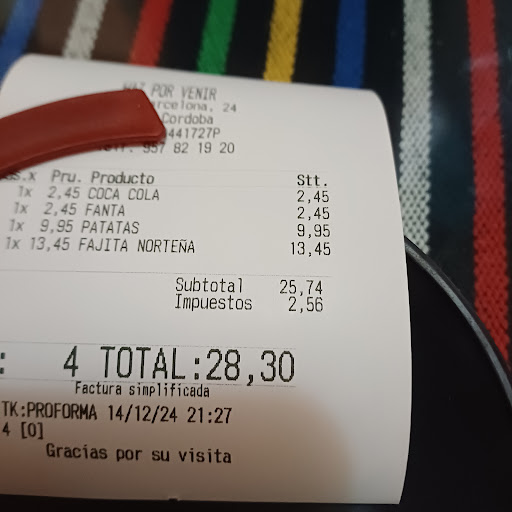 POR VENIR
rcelona, 24
Cordoba
441727P
957 82 19 20
s.x Pru. Producto Stt.
1x 2,45 COCA COLA 2,45
1x 2,45 FANTA 2,45
1x 9,95 PATATAS 9,95
1x 13,45 FAJITA NORTEÑA 13,45
Subtotal 25,74
Impuestos 2,56
: 4 TOTAL:28,30
Factura simplificada
TK:PROFORMA 14/12/24 21:27
4 [0]
Gracias por su visita